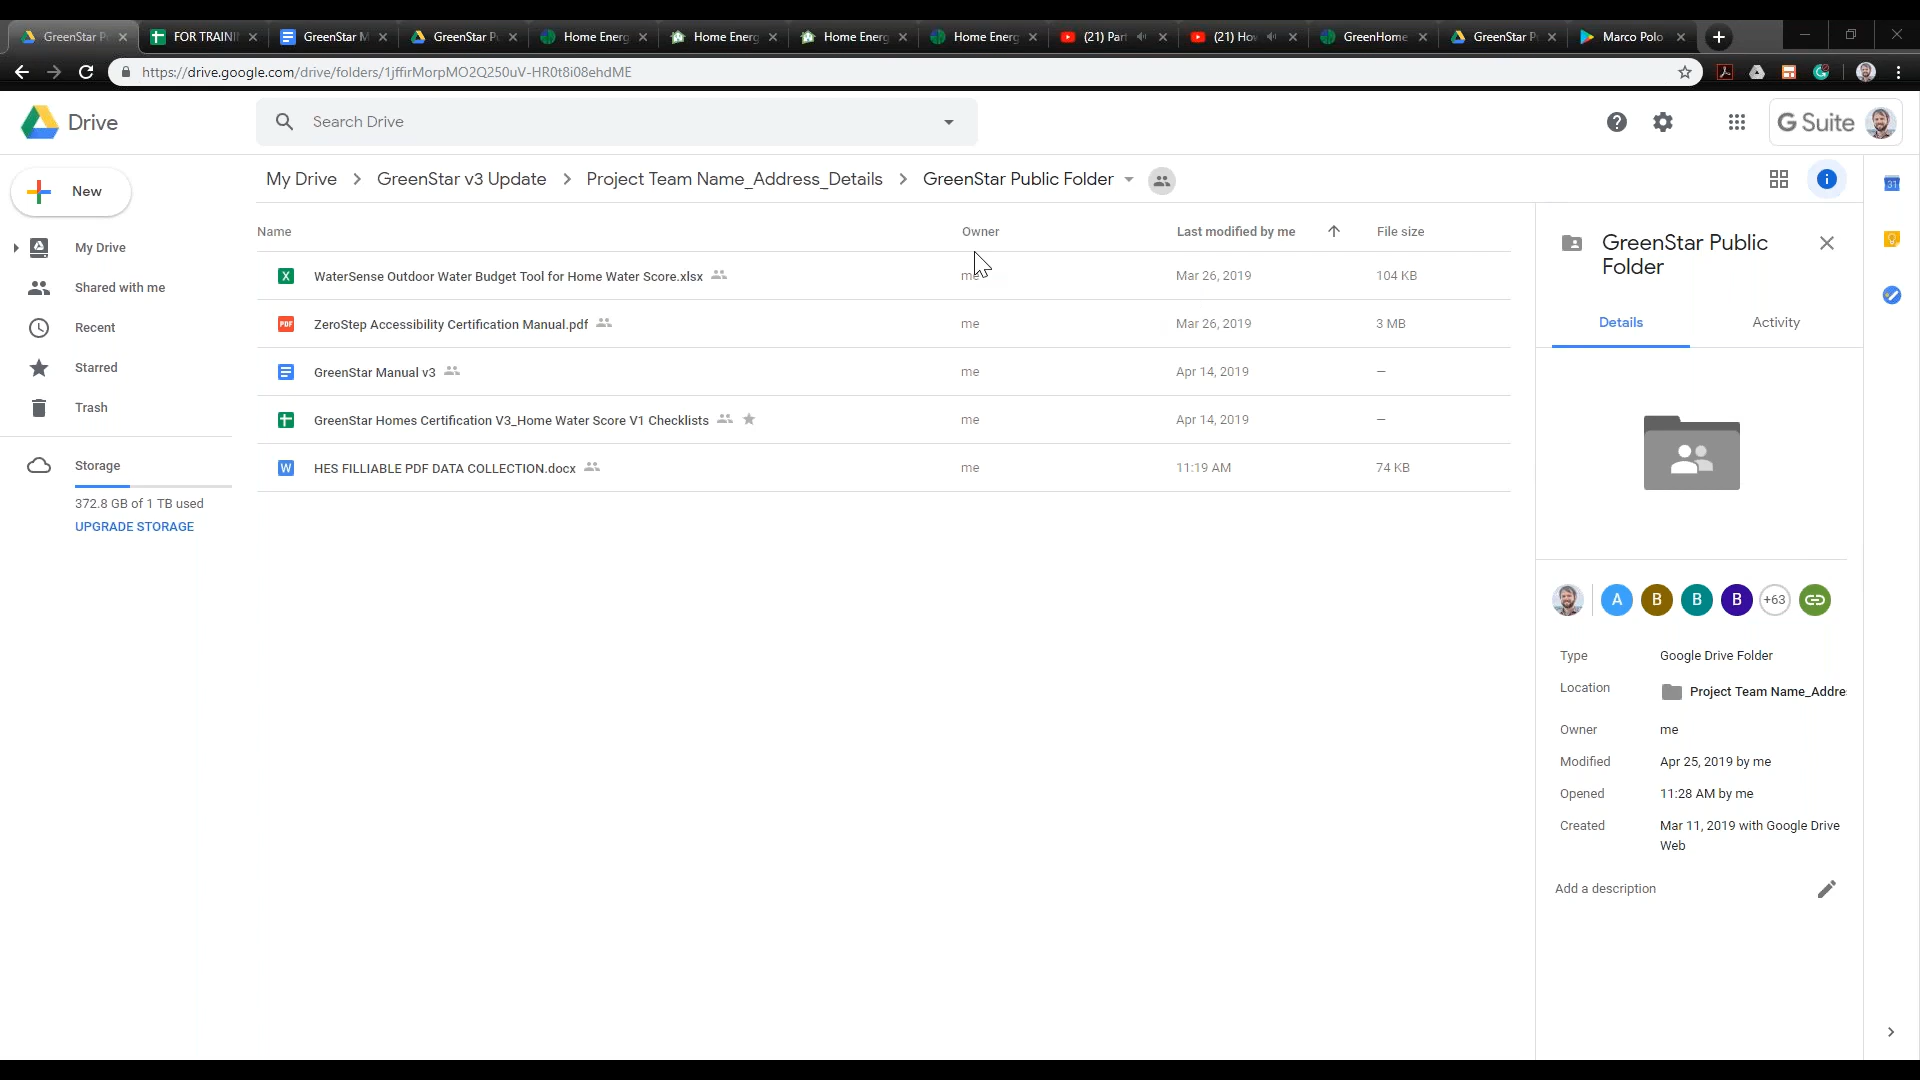 GreenStar P
FOR TRAINI
GreenStar M
GreenStar P
Home Energ
Home Energ
Home Energ
Home Energ
(21) Part
(21) Hov
GreenHome
GreenStar P
Marco Polo
https://drive.google.com/drive/folders/1jffirMorpMO2Q250uV-HR0t8i08ehdME
Drive
Search Drive
G Suite
New
My Drive
Shared with me
Recent
Starred
Trash
Storage
372.8 GB of 1 TB used
UPGRADE STORAGE
My Drive > GreenStar v3 Update > Project Team Name_Address_Details > GreenStar Public Folder
Name Owner Last modified by me File size
WaterSense Outdoor Water Budget Tool for Home Water Score.xlsx me Mar 26, 2019 104 KB
PDF ZeroStep Accessibility Certification Manual.pdf me Mar 26, 2019 3 MB
GreenStar Manual v3 me Apr 14, 2019 –
GreenStar Homes Certification V3_Home Water Score V1 Checklists me Apr 14, 2019 –
W HES FILLIABLE PDF DATA COLLECTION.docx me 11:19 AM 74 KB
GreenStar Public
Folder
Details Activity
A B B B +63
Type Google Drive Folder
Location Project Team Name_Addre
Owner me
Modified Apr 25, 2019 by me
Opened 11:28 AM by me
Created Mar 11, 2019 with Google Drive
Web
Add a description
31